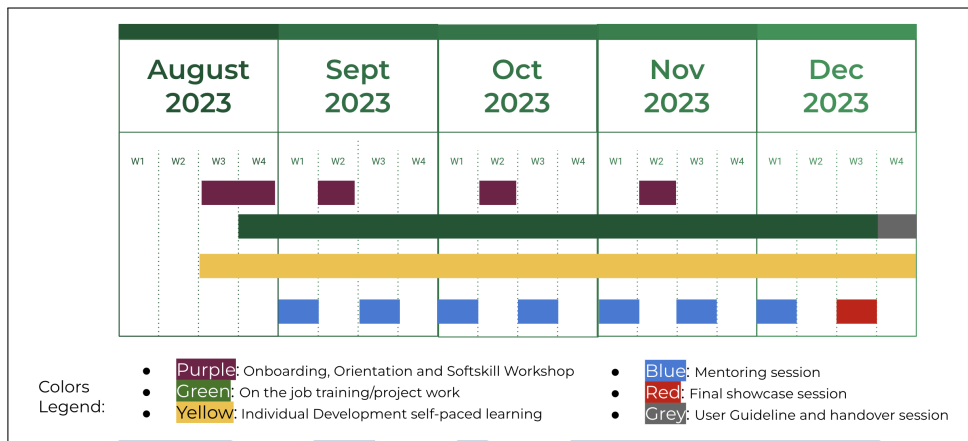 August Sept Oct Nov Dec
2023 2023 2023 2023 2023
W1 W2 W3 W4 W1 W2 W3 W4 W1 W2 W3 W4 W1 W2 W3 W4 W1 W2 W3 W4
Colors
Legend:
● Purple: Onboarding, Orientation and Softskill Workshop
● Green: On the job training/project work
● Yellow: Individual Development self-paced learning
● Blue: Mentoring session
● Red: Final showcase session
● Grey: User Guideline and handover session